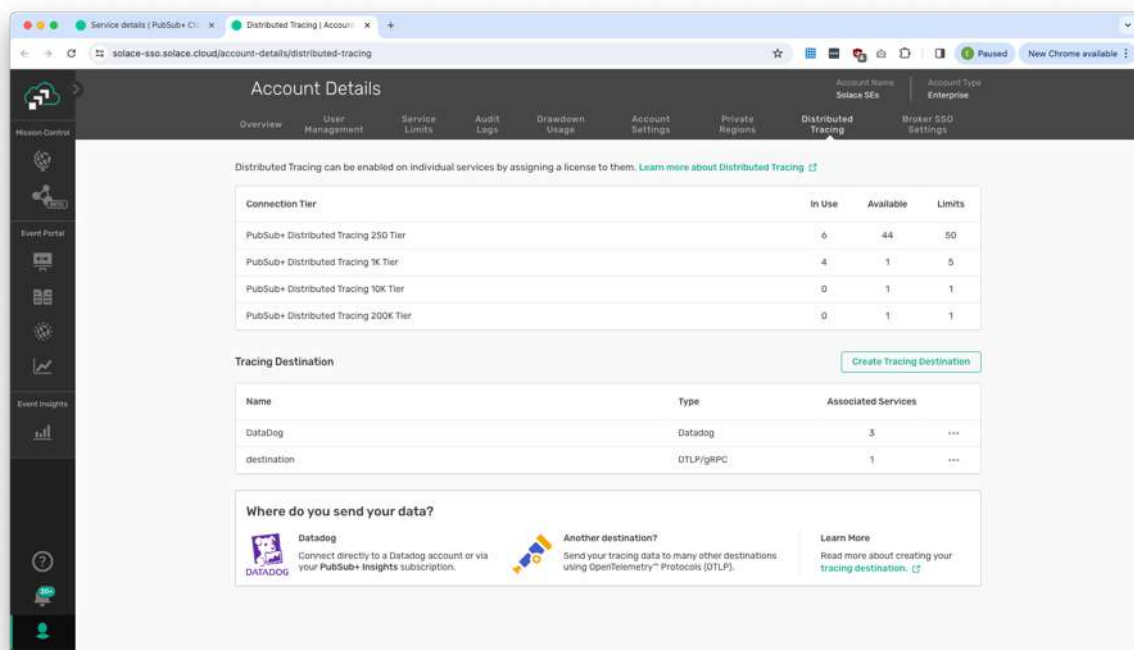 Service details | PubSub+ Cl
Distributed Tracing | Account
solace-sso.solace.cloud/account-details/distributed-tracing
Paused
New Chrome available
Account Details
Account Name
Solace SEs
Account Type
Enterprise
Overview
User Management
Service Limits
Audit Logs
Drawdown Usage
Account Settings
Private Regions
Distributed Tracing
Broker SSO Settings
Mission Control
Event Portal
Event Insights
20+
Distributed Tracing can be enabled on individual services by assigning a license to them. Learn more about Distributed Tracing
Connection Tier In Use Available Limits
PubSub+ Distributed Tracing 250 Tier 6 44 50
PubSub+ Distributed Tracing 1K Tier 4 1 5
PubSub+ Distributed Tracing 10K Tier 0 1 1
PubSub+ Distributed Tracing 200K Tier 0 1 1
Tracing Destination
Create Tracing Destination
Name Type Associated Services
DataDog Datadog 3
destination OTLP/gRPC 1
Where do you send your data?
DATADOG
Datadog
Connect directly to a Datadog account or via
your PubSub+ Insights subscription.
Another destination?
Send your tracing data to many other destinations
using OpenTelemetry™ Protocols (OTLP).
Learn More
Read more about creating your
tracing destination.